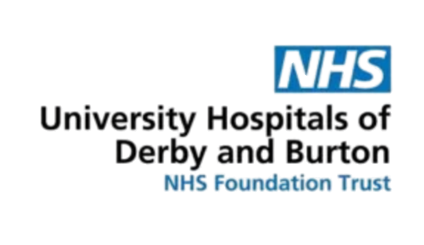 NHS
University Hospitals of
Derby and Burton
NHS Foundation Trust